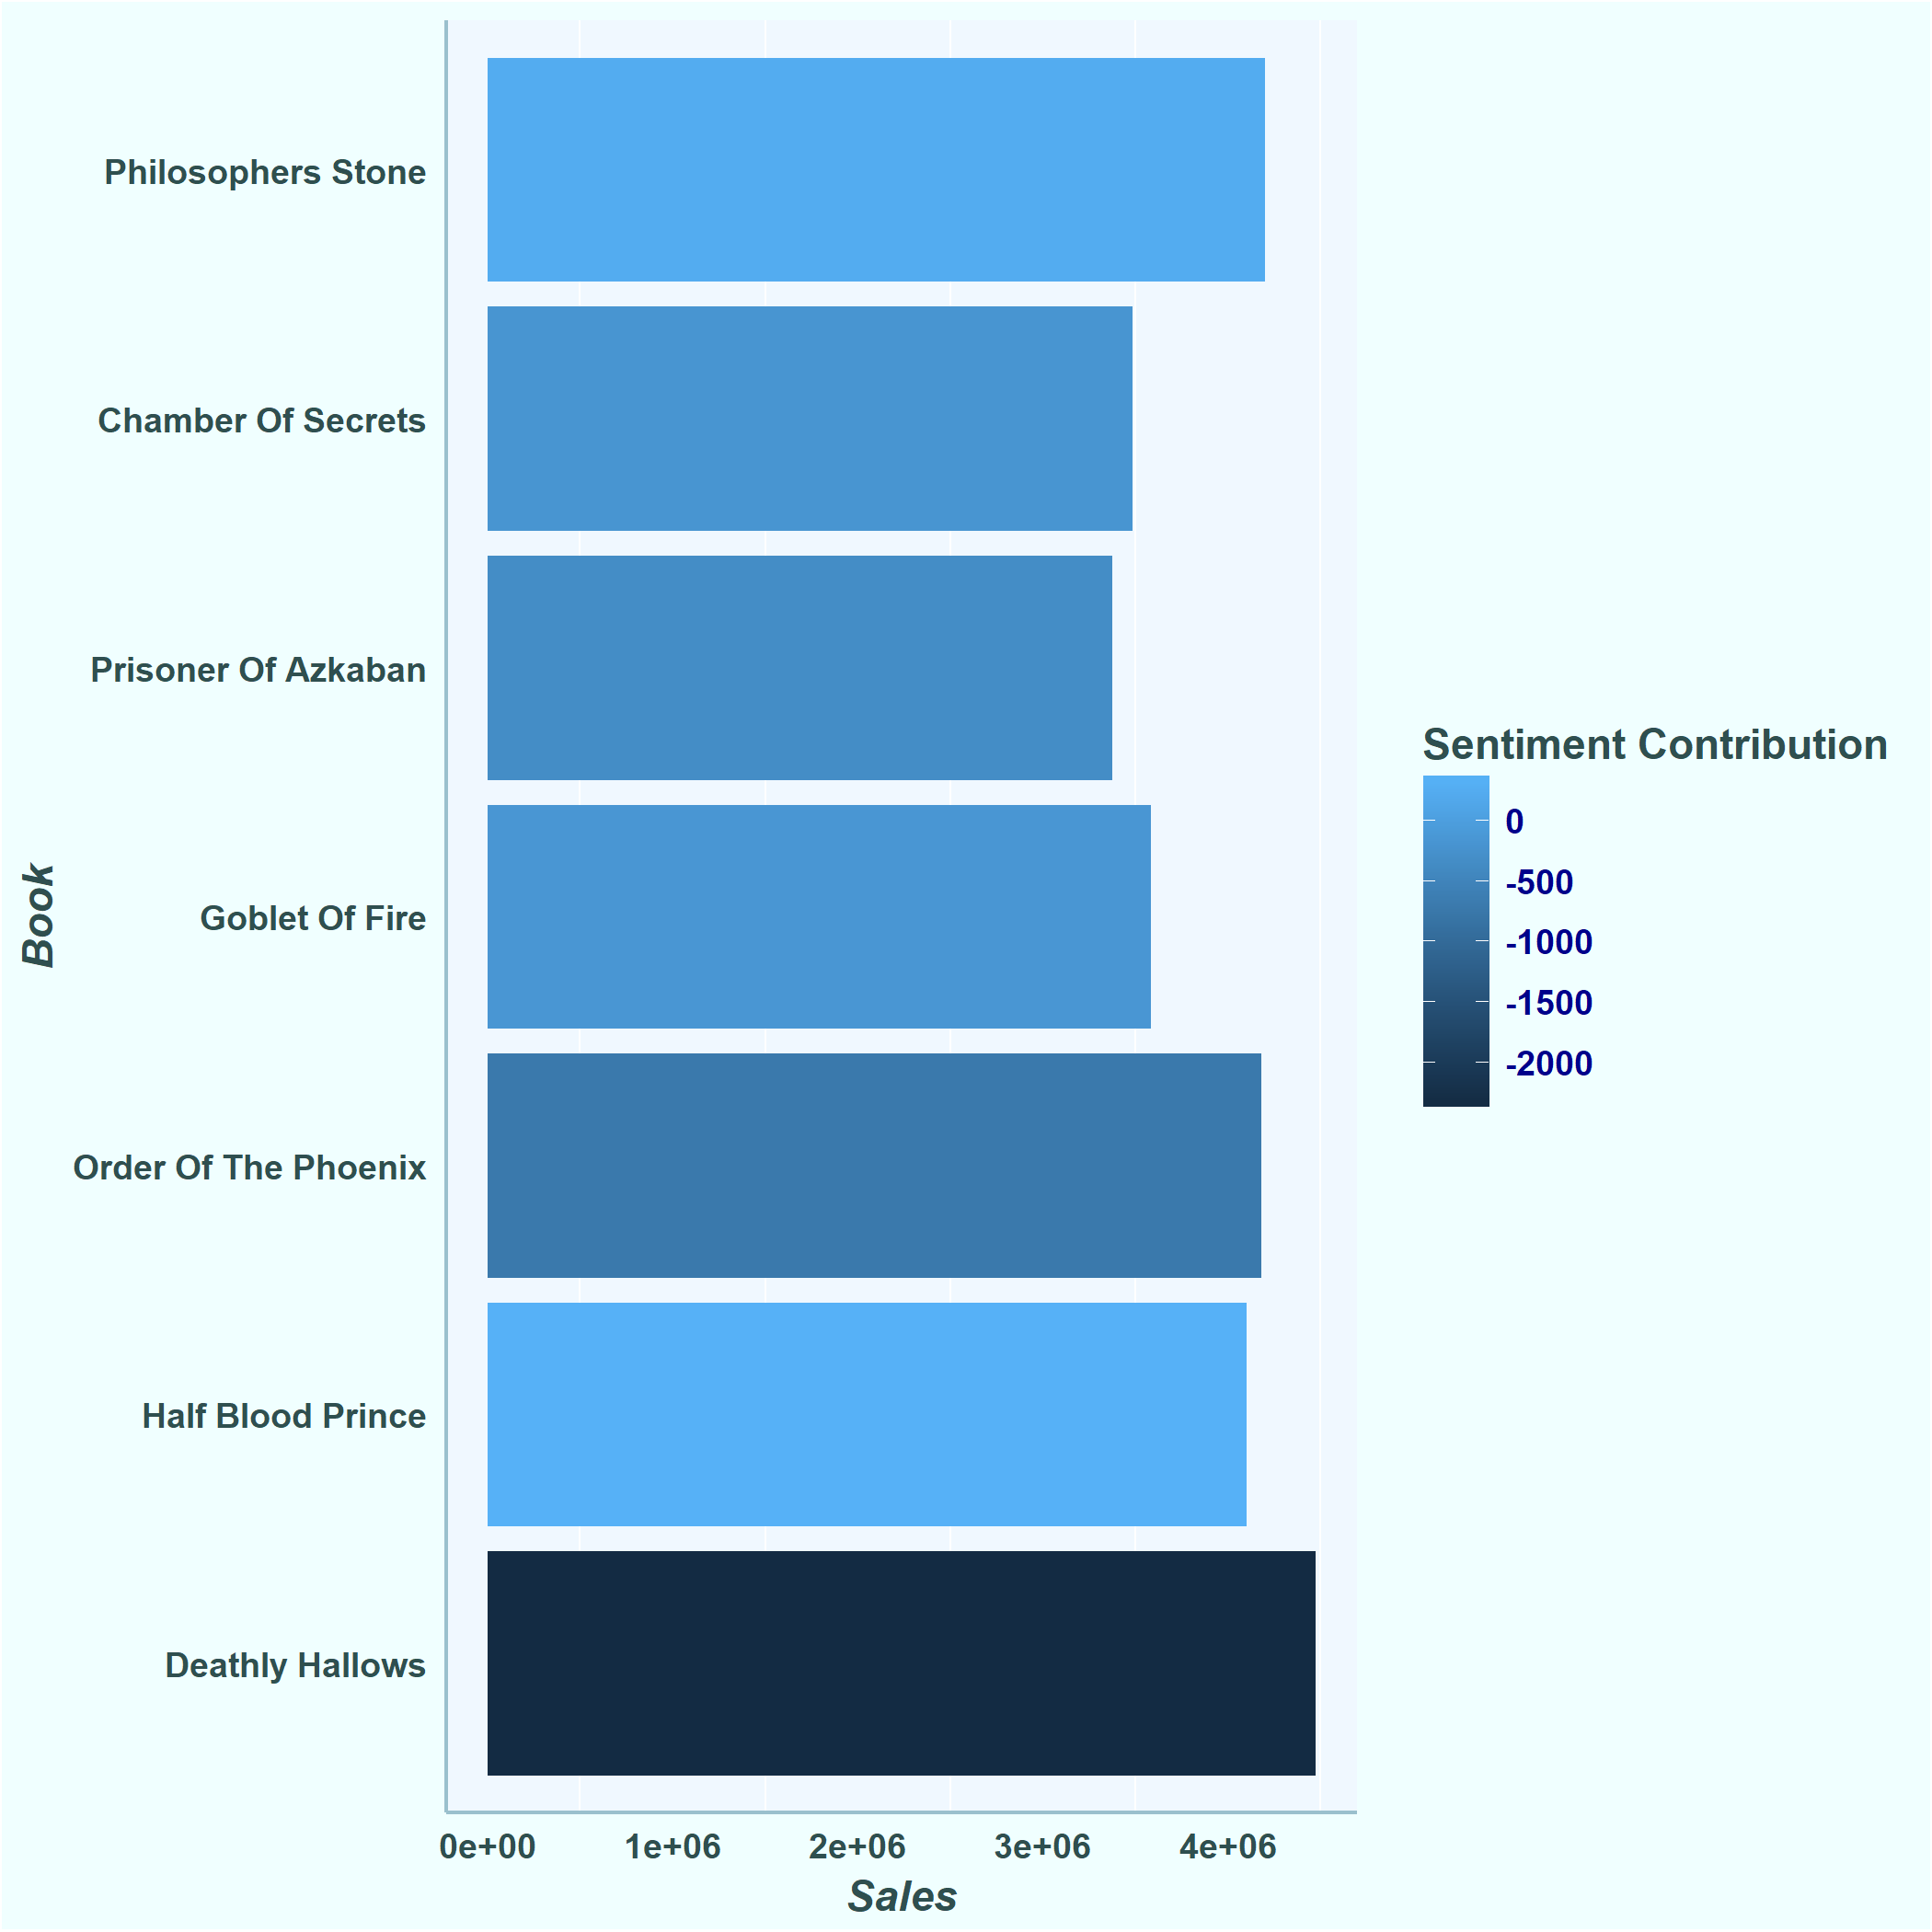 Philosophers Stone
Chamber Of Secrets
Prisoner Of Azkaban
Goblet Of Fire
Order Of The Phoenix
Half Blood Prince
Deathly Hallows
Book
0e+00 1e+06 2e+06 3e+06 4e+06
Sales
Sentiment Contribution
0
-500
-1000
-1500
-2000